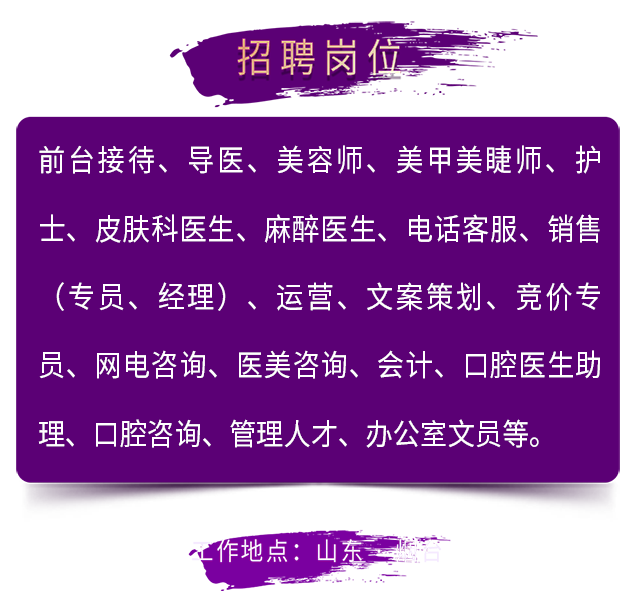 招聘岗位
前台接待、导医、美容师、美甲美睫师、护
士、皮肤科医生、麻醉医生、电话客服、销售
（专员、经理）、运营、文案策划、竞价专
员、网电咨询、医美咨询、会计、口腔医生助
理、口腔咨询、管理人才、办公室文员等。
工作地点：山东 烟台